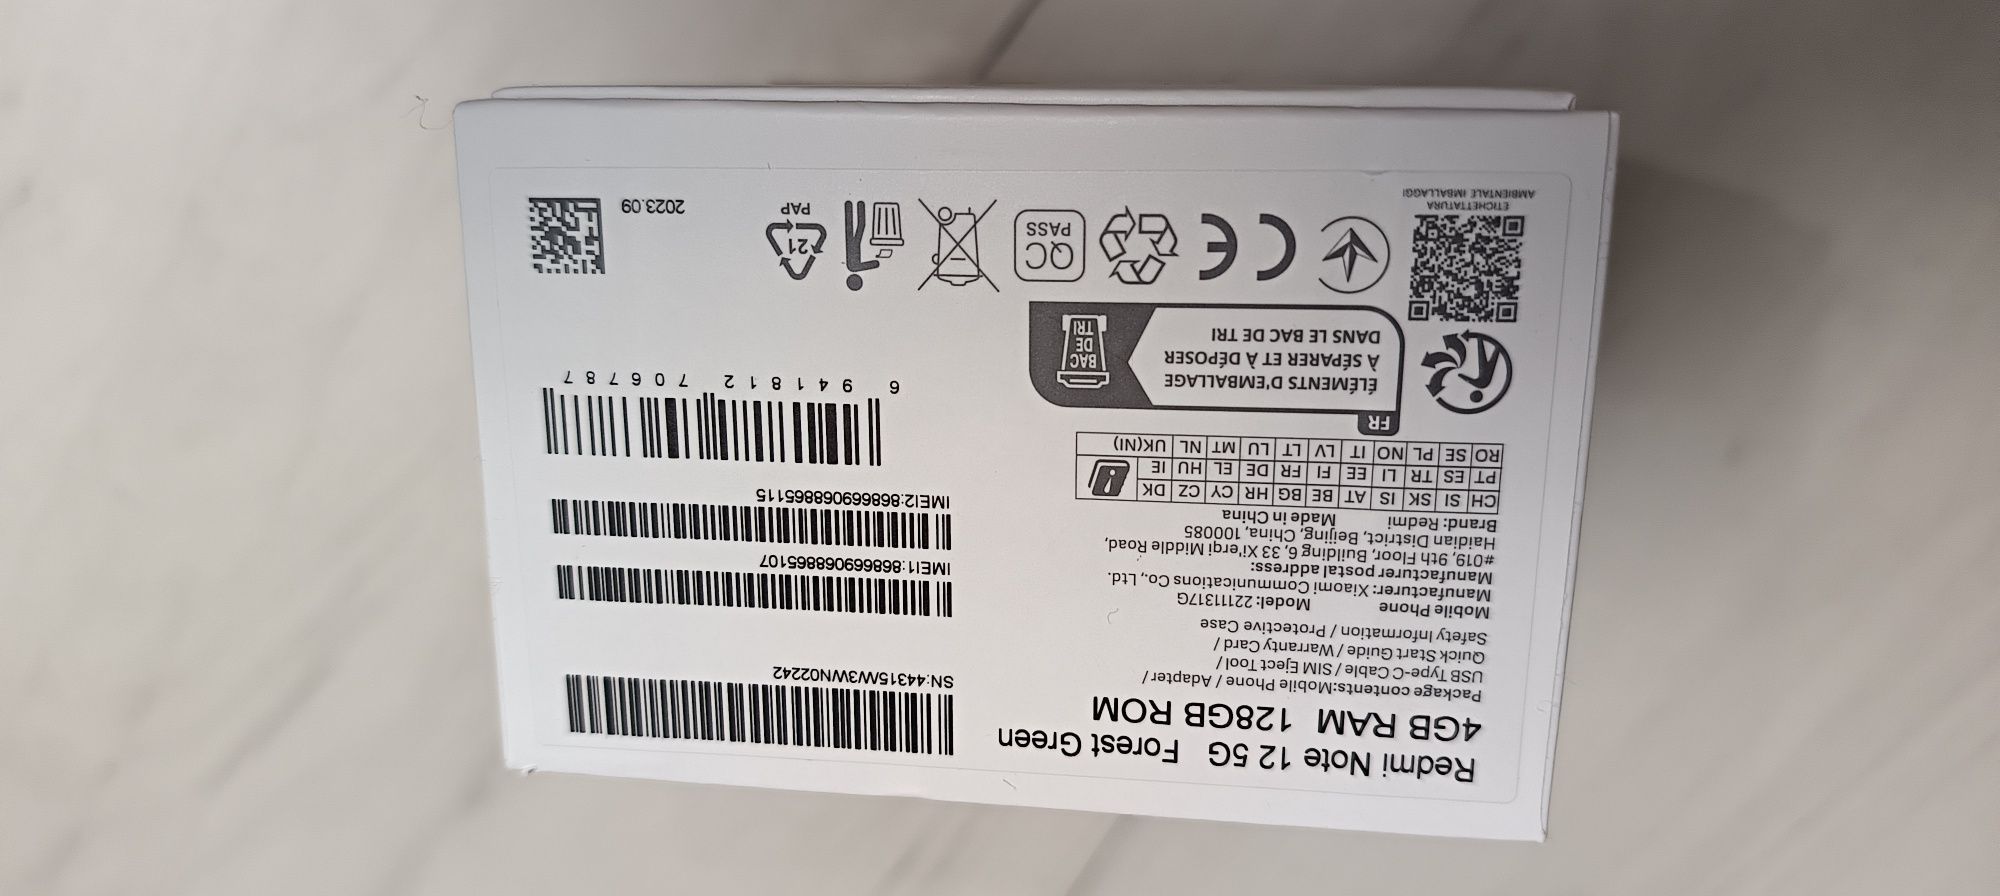 Redmi Note 12 5G Forest Green
4GB RAM 128GB ROM
Package contents:Mobile Phone / Adapter /
USB Type-C Cable / SIM Eject Tool /
Quick Start Guide / Warranty Card /
Safety Information / Protective Case
Mobile Phone Model: 22111317G
Manufacturer: Xiaomi Communications Co., Ltd.
Manufacturer postal address:
#019, 9th Floor, Building 6, 33 Xi'erqi Middle Road,
Haidian District, Beijing, China, 100085
Brand: Redmi Made in China
CH SI SK IS AT BE BG HR CY CZ DK
PT ES TR LI EE FI FR DE EL HU IE
RO SE PL NO IT LV LT LU MT NL UK(NI)
FR
ÉLÉMENTS D'EMBALLAGE
À SÉPARER ET À DÉPOSER
DANS LE BAC DE TRI
BAC
DE
TRI
ETICHETTATURA
AMBIENTALE IMBALLAGGI
CE
QC
PASS
21
PAP
SN:44315/W3WN02242
IMEI1:868669068865107
IMEI2:868669068865115
6 941812 706787
2023.09